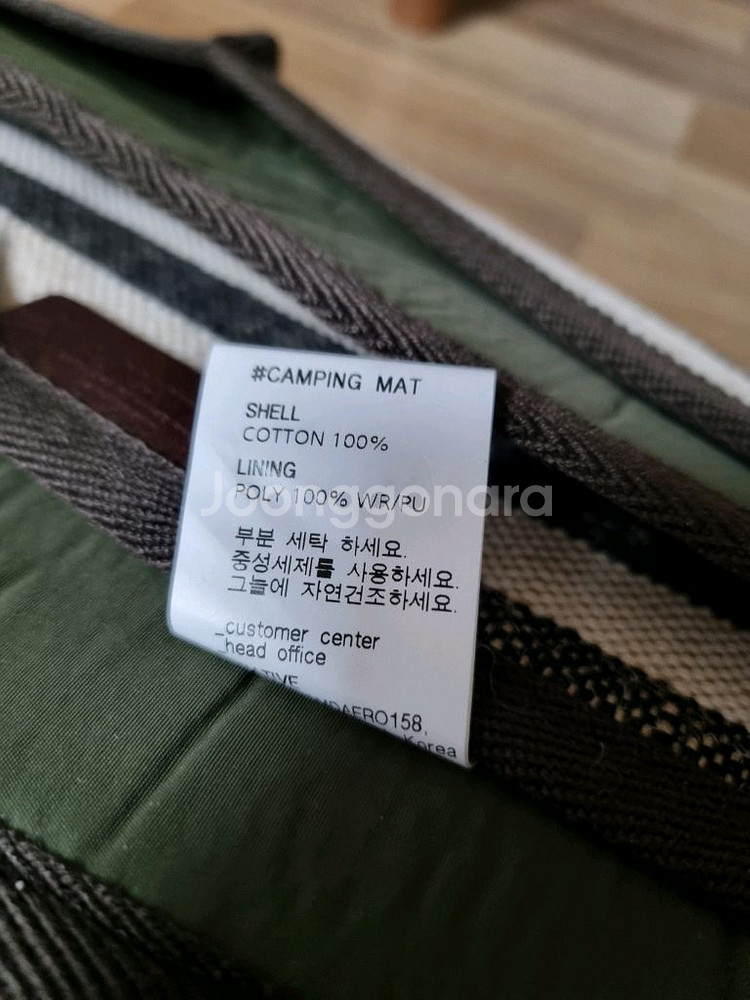 #CAMPING MAT
SHELL
COTTON 100%
LINING
POLY 100% WR/PU
Joonggonara
부분 세탁 하세요.
중성세제를 사용하세요.
그늘에 자연건조하세요.
_customer center
_head office
Korea